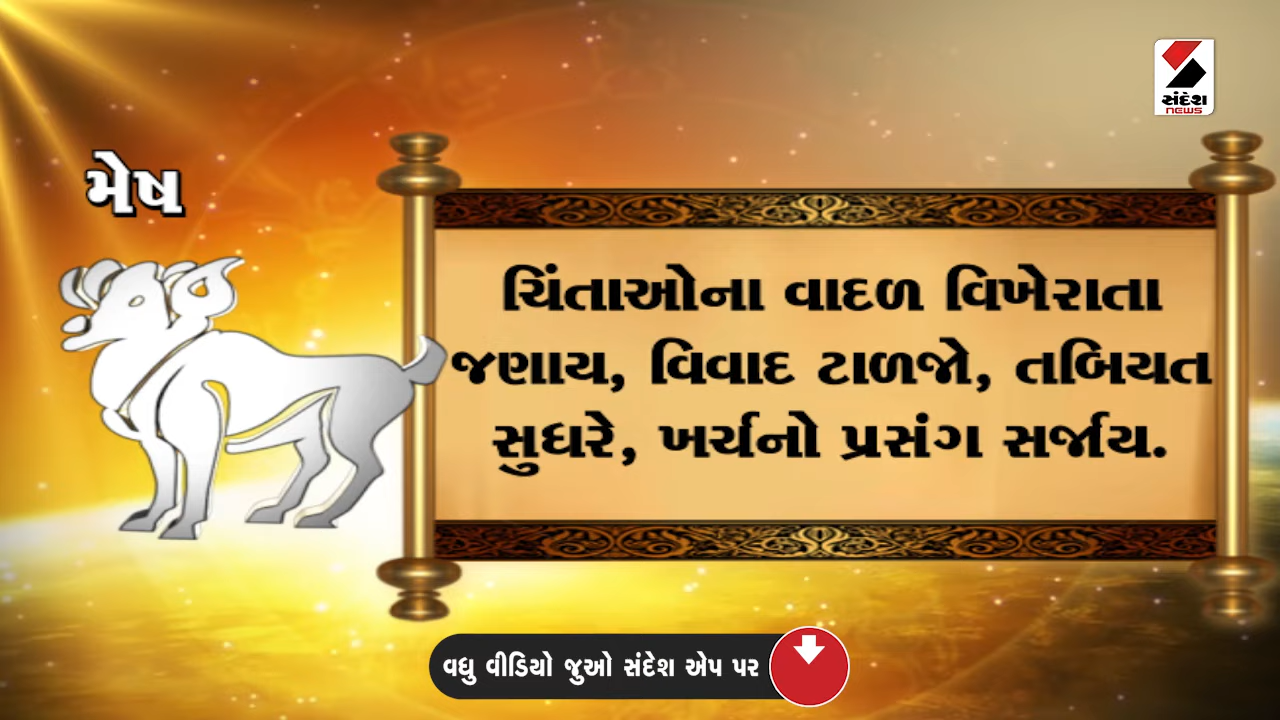 સંદેશ
NEWS
મેષ
ચિંતાઓના વાદળ વિખેરાતા
જણાય, વિવાદ ટાળજો, તબિયત
સુધરે, ખર્ચનો પ્રસંગ સર્જાય.
વધુ વીડિયો જુઓ સંદેશ એપ પર